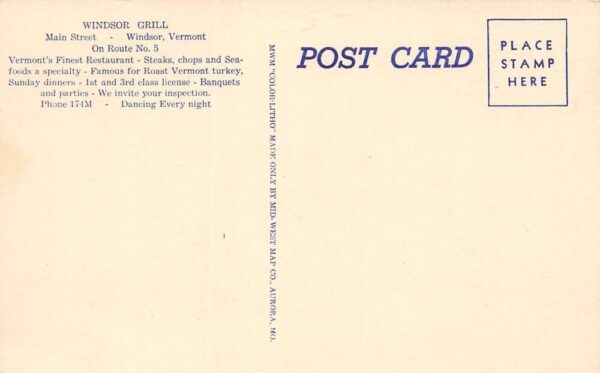 WINDSOR GRILL
Main Street - Windsor, Vermont
On Route No. 5
Vermont's Finest Restaurant - Steaks, chops and Sea-
foods a specialty - Famous for Roast Vermont turkey,
Sunday dinners - 1st and 3rd class license - Banquets
and parties - We invite your inspection.
Phone 174M - Dancing Every night
MWM "COLOR-LITHO" MADE ONLY BY MID-WEST MAP CO., AURORA, MO.
POST CARD
PLACE
STAMP
HERE